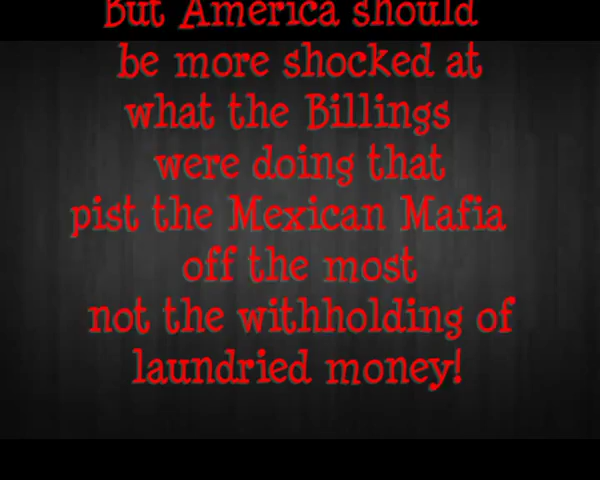 But America should
be more shocked at
what the Billings
were doing that
pist the Mexican Mafia
off the most
not the withholding of
laundried money!